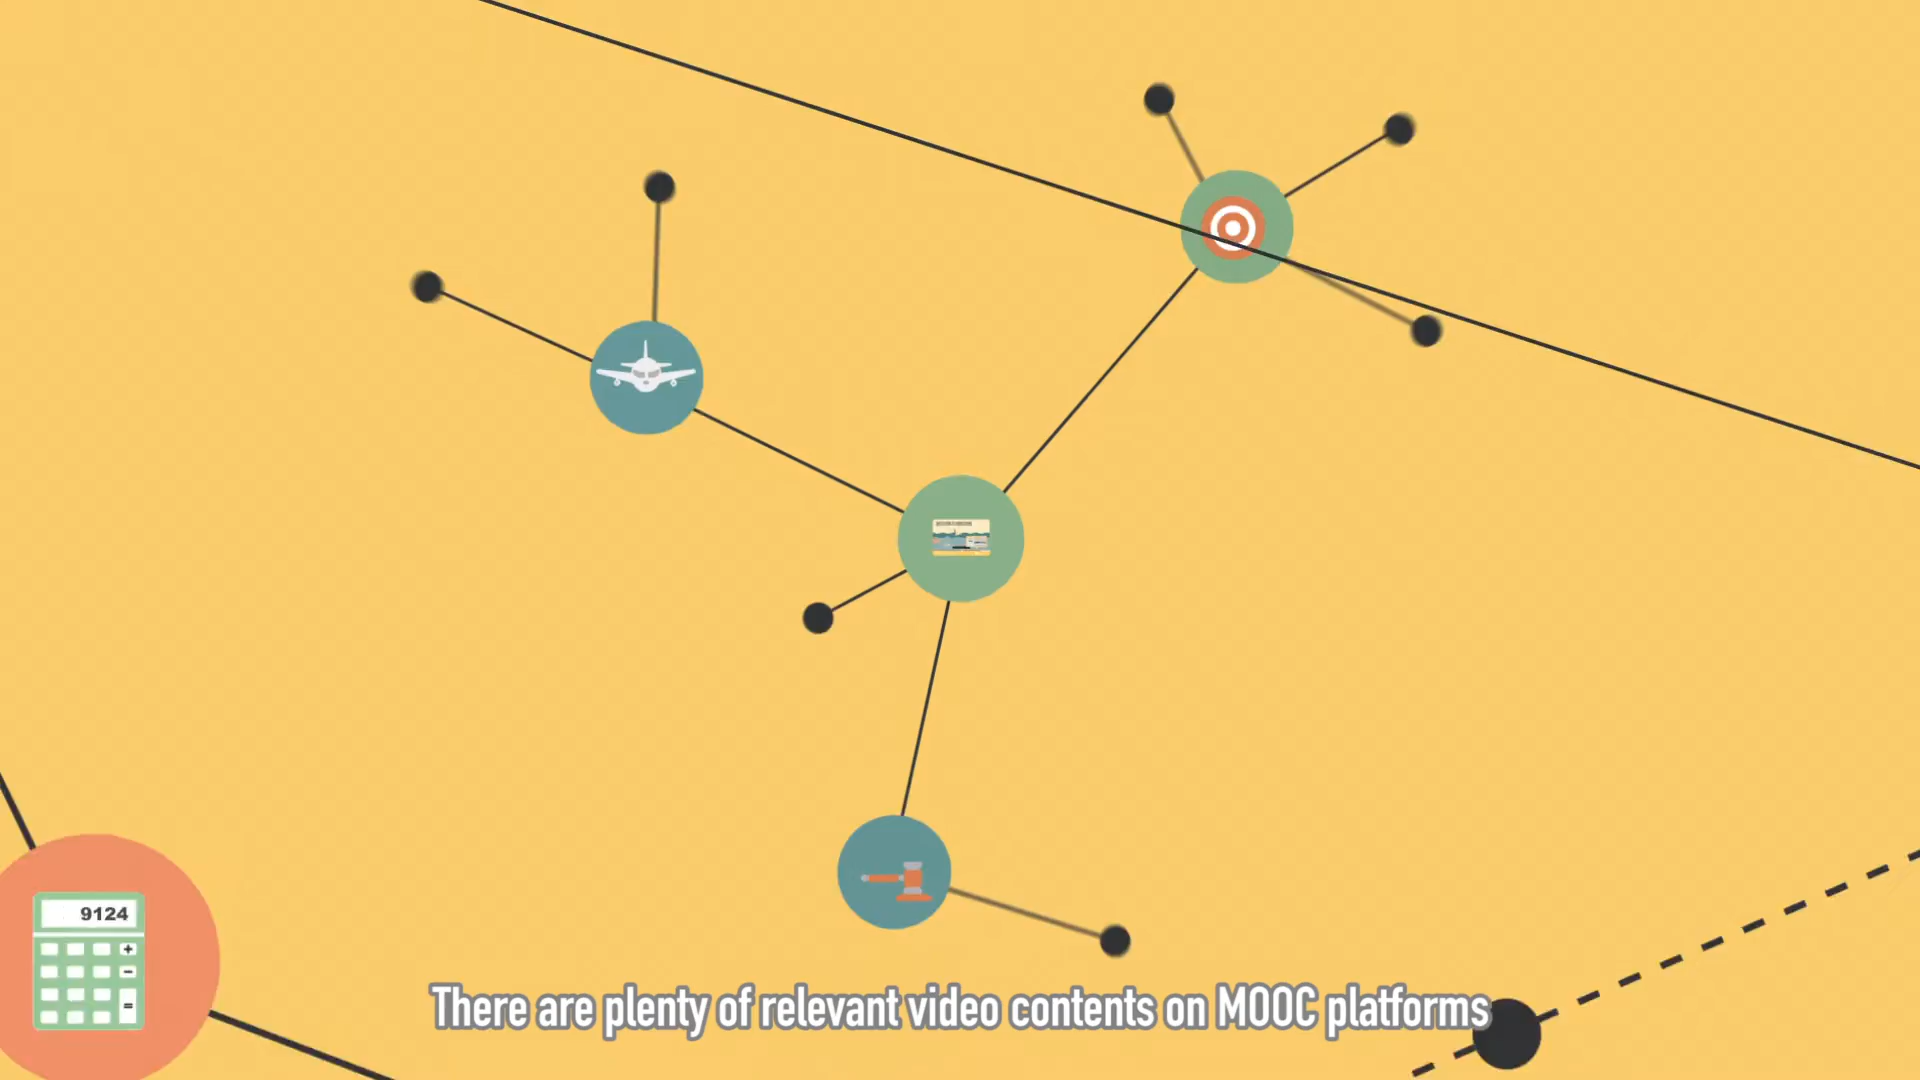 9124
+
−
=
There are plenty of relevant video contents on MOOC platforms